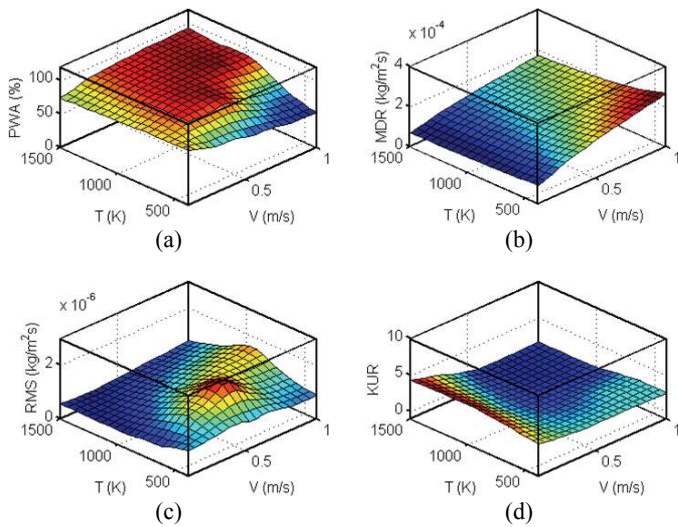 PWA (%)
100
50
0
1500
1000
500
T (K)
0.5
1
V (m/s)
(a)
x 10⁻⁴
MDR (kg/m²s)
4
2
0
1500
1000
500
T (K)
0.5
1
V (m/s)
(b)
x 10⁻⁶
RMS (kg/m²s)
2
0
1500
1000
500
T (K)
0.5
1
V (m/s)
(c)
KUR
10
5
0
1500
1000
500
T (K)
0.5
1
V (m/s)
(d)